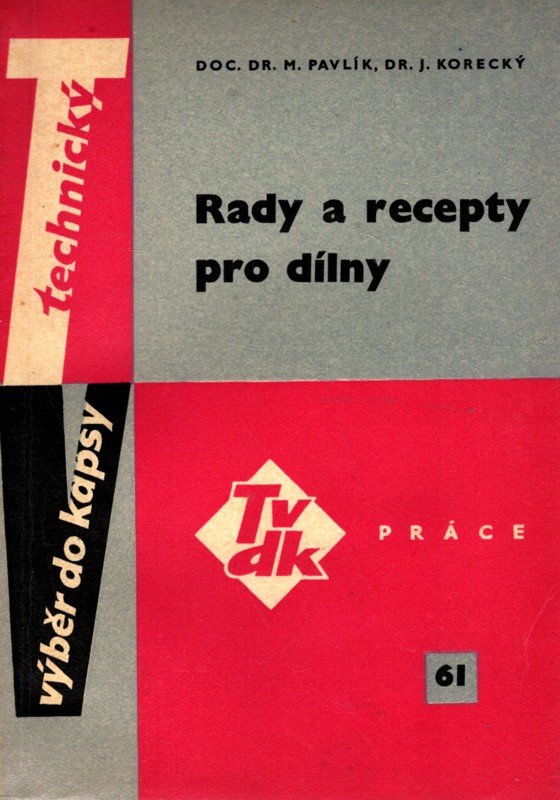 DOC. DR. M. PAVLÍK, DR. J. KORECKÝ
Rady a recepty
pro dílny
technický
výběr do kapsy
Tv
dk
PRÁCE
61